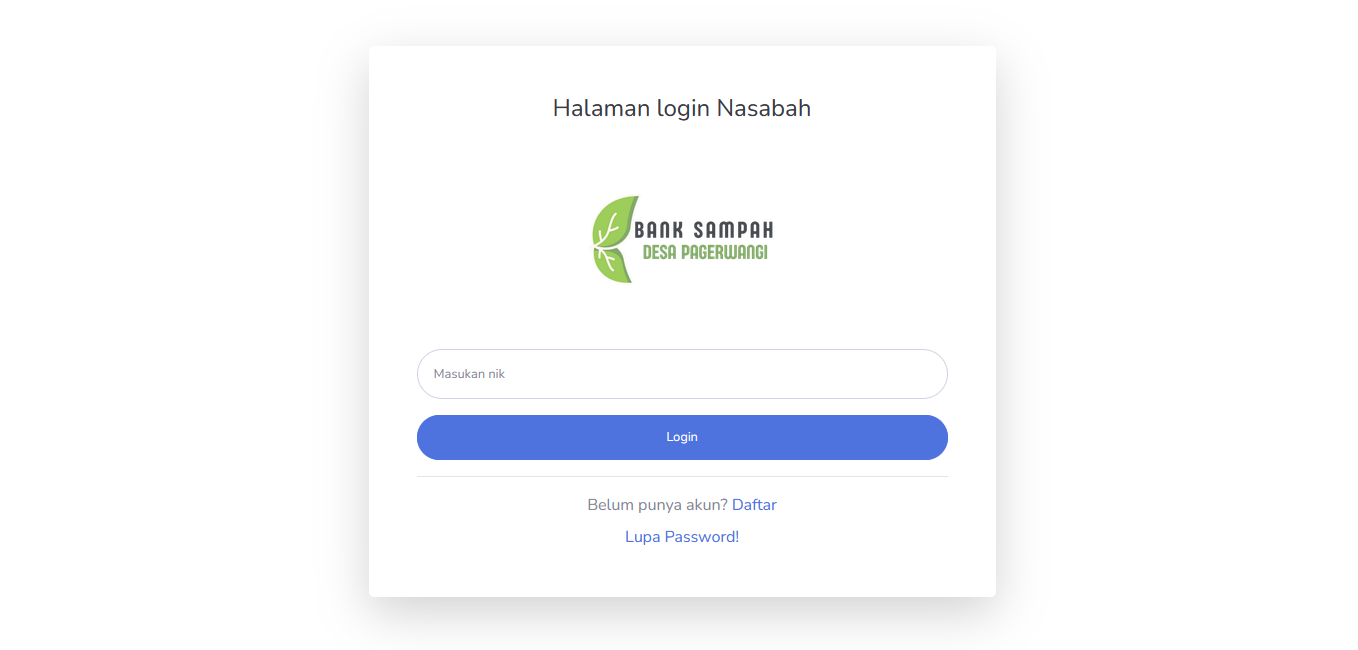 Halaman login Nasabah
BANK SAMPAH
DESA PAGERWANGI
Masukan nik
Login
Belum punya akun? Daftar
Lupa Password!